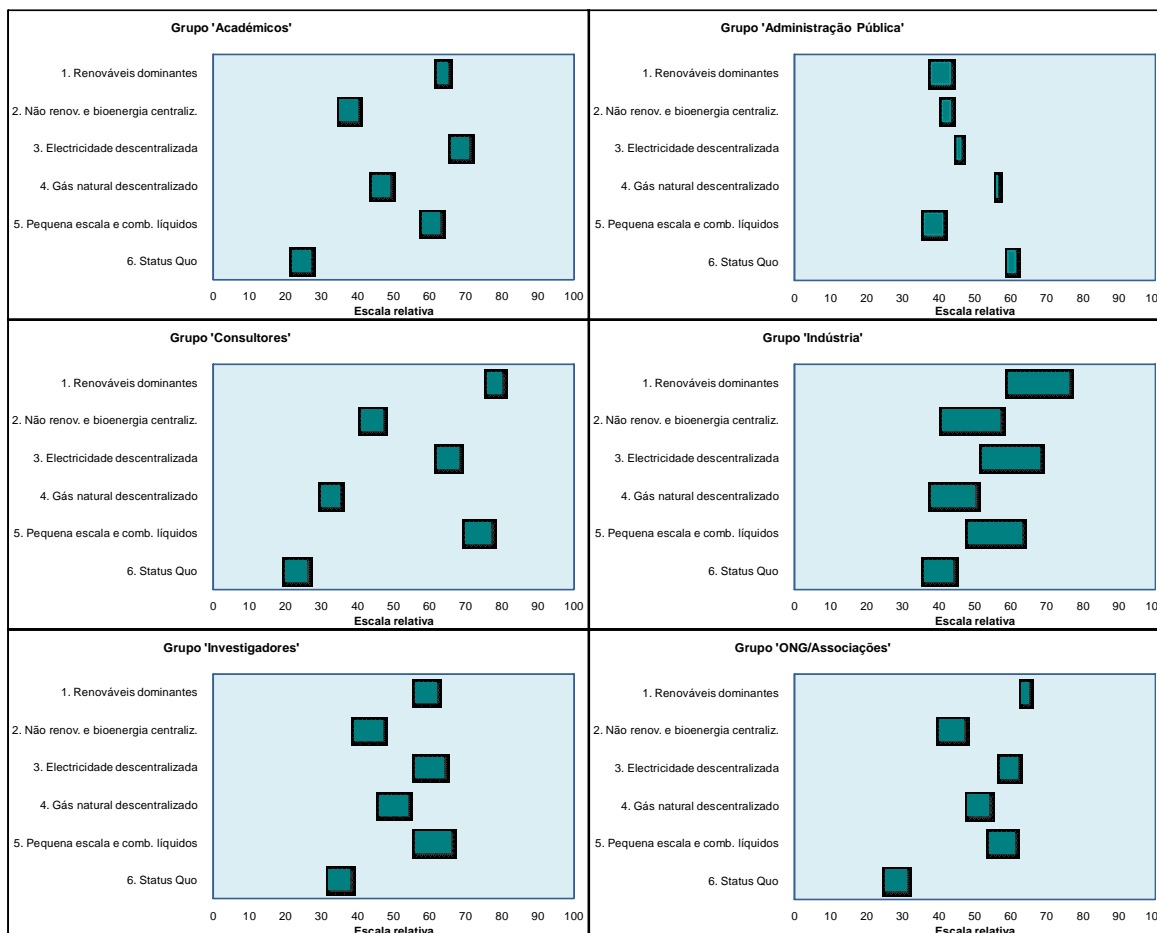 Grupo 'Académicos'
1. Renováveis dominantes
2. Não renov. e bioenergia centraliz.
3. Electricidade descentralizada
4. Gás natural descentralizado
5. Pequena escala e comb. líquidos
6. Status Quo
0 10 20 30 40 50 60 70 80 90 100
Escala relativa
Grupo 'Administração Pública'
1. Renováveis dominantes
2. Não renov. e bioenergia centraliz.
3. Electricidade descentralizada
4. Gás natural descentralizado
5. Pequena escala e comb. líquidos
6. Status Quo
0 10 20 30 40 50 60 70 80 90 100
Escala relativa
Grupo 'Consultores'
1. Renováveis dominantes
2. Não renov. e bioenergia centraliz.
3. Electricidade descentralizada
4. Gás natural descentralizado
5. Pequena escala e comb. líquidos
6. Status Quo
0 10 20 30 40 50 60 70 80 90 100
Escala relativa
Grupo 'Indústria'
1. Renováveis dominantes
2. Não renov. e bioenergia centraliz.
3. Electricidade descentralizada
4. Gás natural descentralizado
5. Pequena escala e comb. líquidos
6. Status Quo
0 10 20 30 40 50 60 70 80 90 100
Escala relativa
Grupo 'Investigadores'
1. Renováveis dominantes
2. Não renov. e bioenergia centraliz.
3. Electricidade descentralizada
4. Gás natural descentralizado
5. Pequena escala e comb. líquidos
6. Status Quo
0 10 20 30 40 50 60 70 80 90 100
Escala relativa
Grupo 'ONG/Associações'
1. Renováveis dominantes
2. Não renov. e bioenergia centraliz.
3. Electricidade descentralizada
4. Gás natural descentralizado
5. Pequena escala e comb. líquidos
6. Status Quo
0 10 20 30 40 50 60 70 80 90 100
Escala relativa